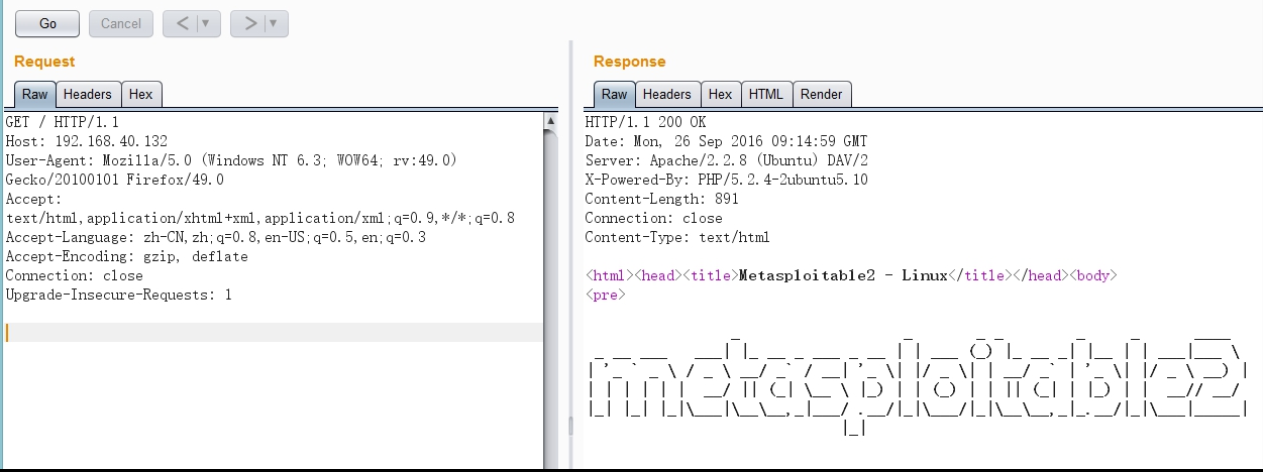 Go Cancel < >
Request
Raw Headers Hex
GET / HTTP/1.1
Host: 192.168.40.132
User-Agent: Mozilla/5.0 (Windows NT 6.3; WOW64; rv:49.0)
Gecko/20100101 Firefox/49.0
Accept:
text/html,application/xhtml+xml,application/xml;q=0.9,*/*;q=0.8
Accept-Language: zh-CN,zh;q=0.8,en-US;q=0.5,en;q=0.3
Accept-Encoding: gzip, deflate
Connection: close
Upgrade-Insecure-Requests: 1
Response
Raw Headers Hex HTML Render
HTTP/1.1 200 OK
Date: Mon, 26 Sep 2016 09:14:59 GMT
Server: Apache/2.2.8 (Ubuntu) DAV/2
X-Powered-By: PHP/5.2.4-2ubuntu5.10
Content-Length: 891
Connection: close
Content-Type: text/html
<html><head><title>Metasploitable2 - Linux</title></head><body>
<pre>
metasploitable2